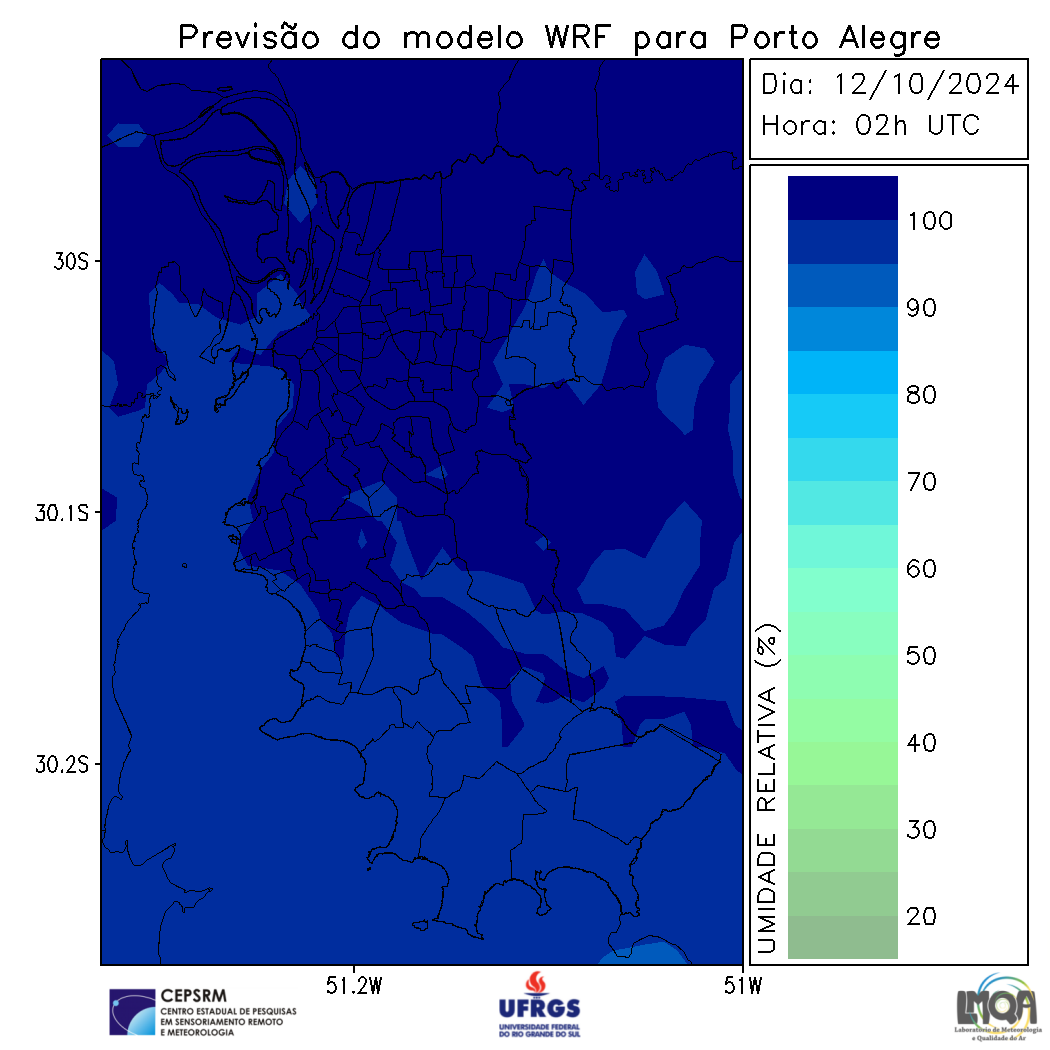 Previsão do modelo WRF para Porto Alegre
Dia: 12/10/2024
Hora: 02h UTC
100
90
80
70
60
50
40
30
20
UMIDADE RELATIVA (%)
30S
30.1S
30.2S
51.2W
51W
CEPSRM
CENTRO ESTADUAL DE PESQUISAS
EM SENSORIAMENTO REMOTO
E METEOROLOGIA
UFRGS
UNIVERSIDADE FEDERAL
DO RIO GRANDE DO SUL
LMQA
Laboratório de Meteorologia
e Qualidade do Ar